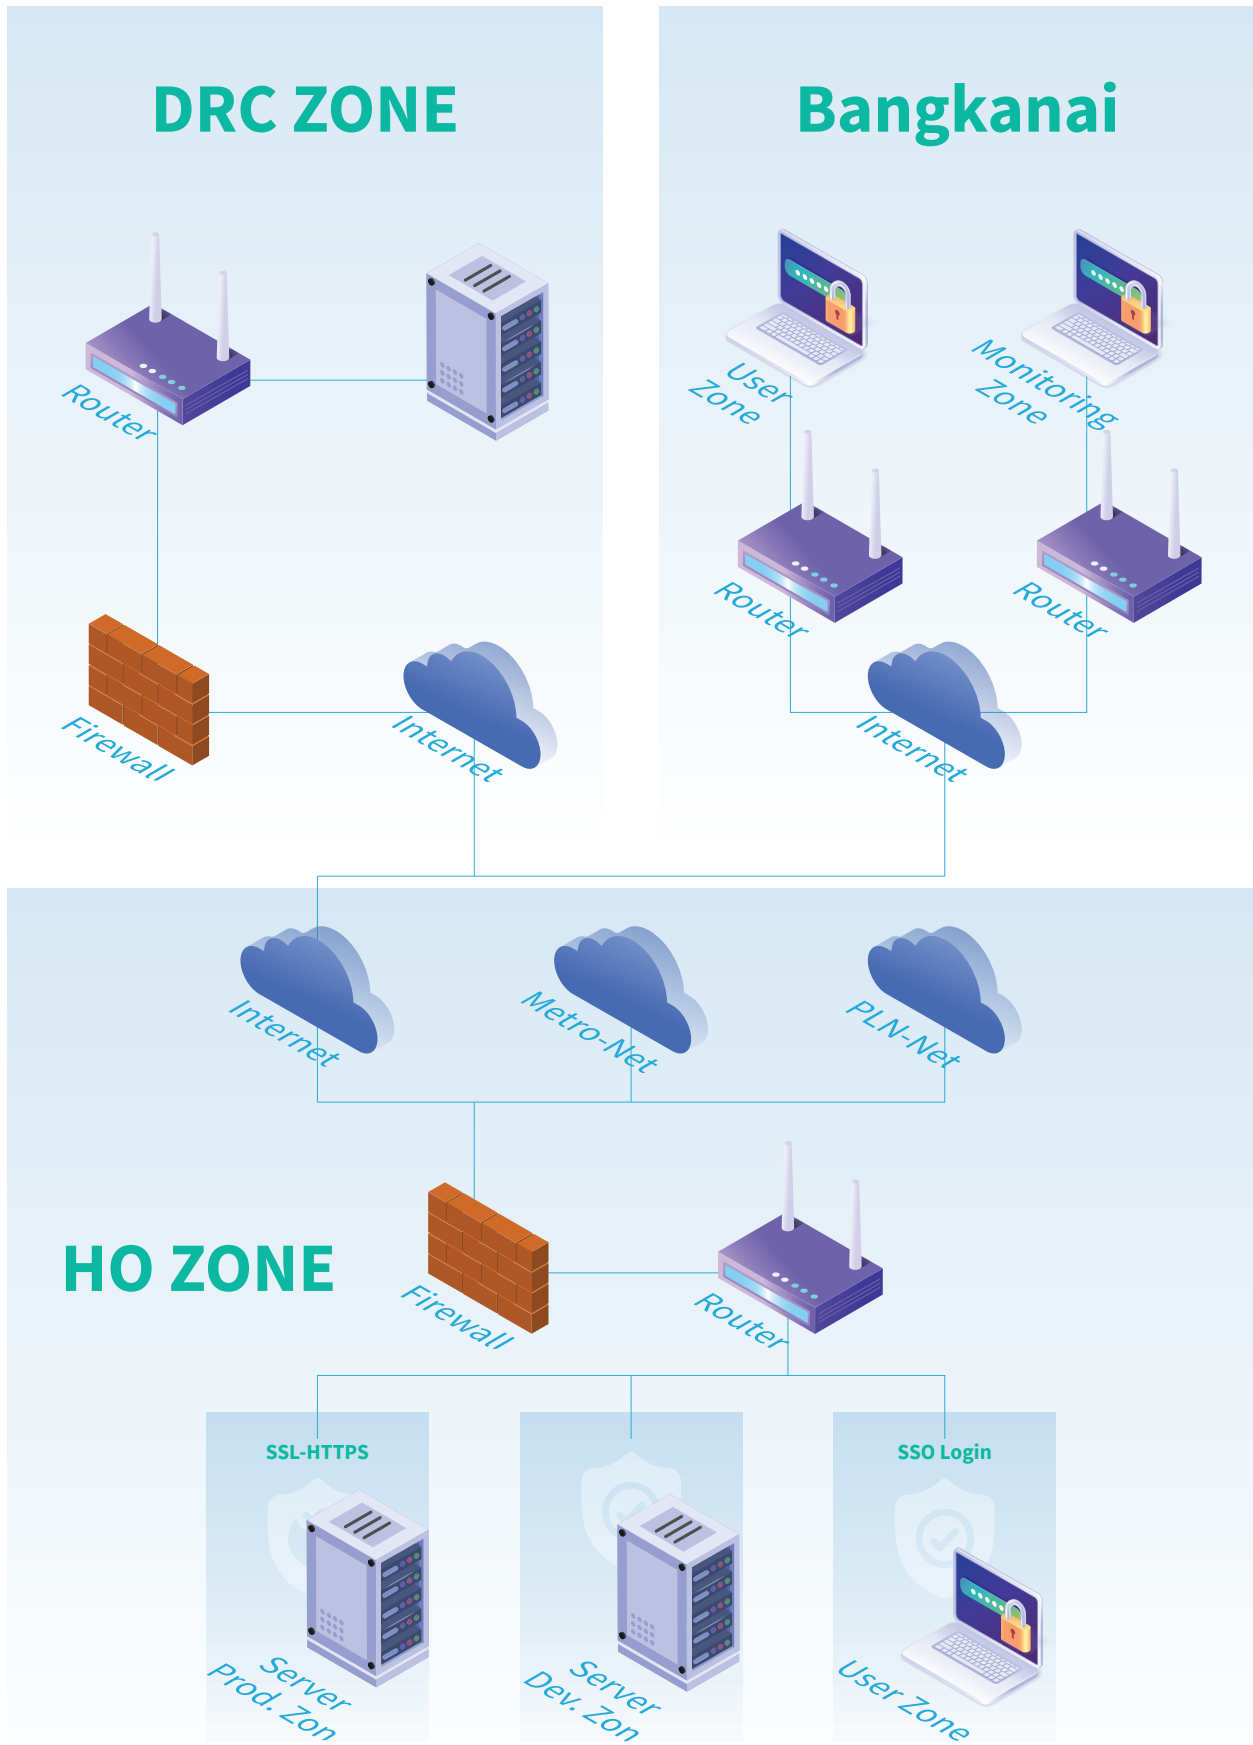 DRC ZONE
Router
Firewall
Internet
Bangkanai
User
Zone
Monitoring
Zone
Router
Router
Internet
Internet
Metro-Net
PLN-Net
HO ZONE
Firewall
Router
SSL-HTTPS
Server
Prod. Zon
Server
Dev. Zon
SSO Login
User Zone